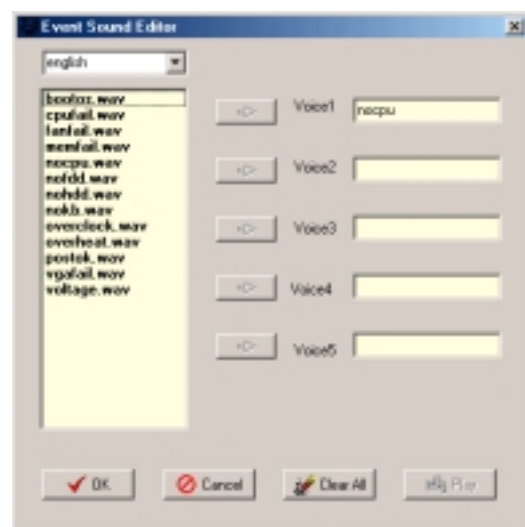 Event Sound Editor
english
bootos.wav
cpufail.wav
fanfail.wav
memfail.wav
nocpu.wav
nofdd.wav
nohdd.wav
nokb.wav
overclock.wav
overheat.wav
postok.wav
vgafail.wav
voltage.wav
Voice1
nocpu
Voice2
Voice3
Voice4
Voice5
OK
Cancel
Clear All
Play